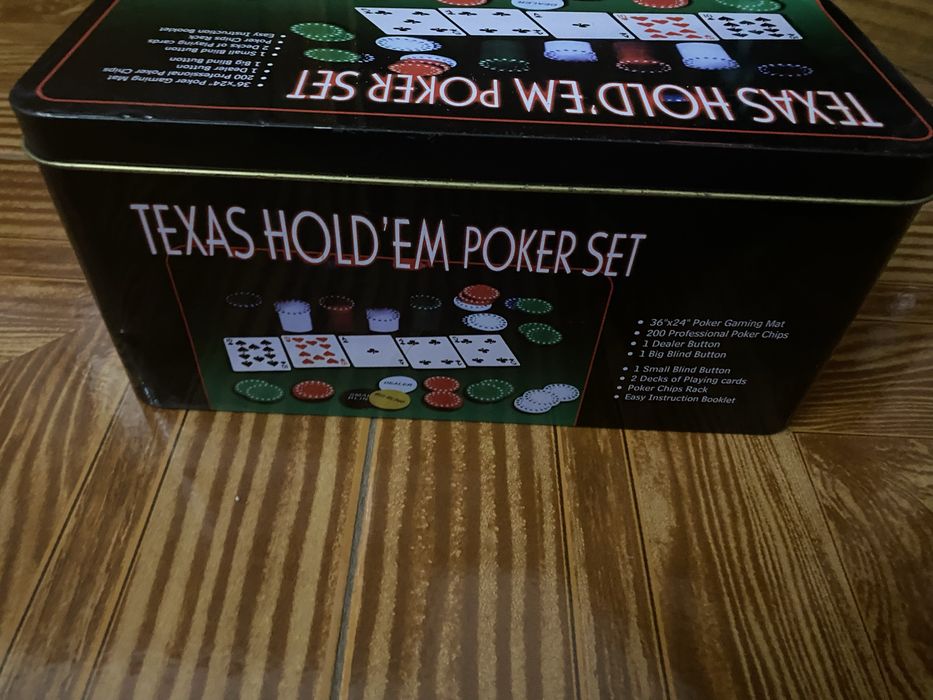 TEXAS HOLD'EM POKER SET
36"x24" Poker Gaming Mat
200 Professional Poker Chips
1 Dealer Button
1 Big Blind Button
1 Small Blind Button
2 Decks of Playing Cards
Poker Chips Rack
Easy Instruction Booklet
DEALER
TEXAS HOLD'EM POKER SET
• 36"x24" Poker Gaming Mat
• 200 Professional Poker Chips
• 1 Dealer Button
• 1 Big Blind Button
• 1 Small Blind Button
• 2 Decks of Playing cards
• Poker Chips Rack
• Easy Instruction Booklet
DEALER